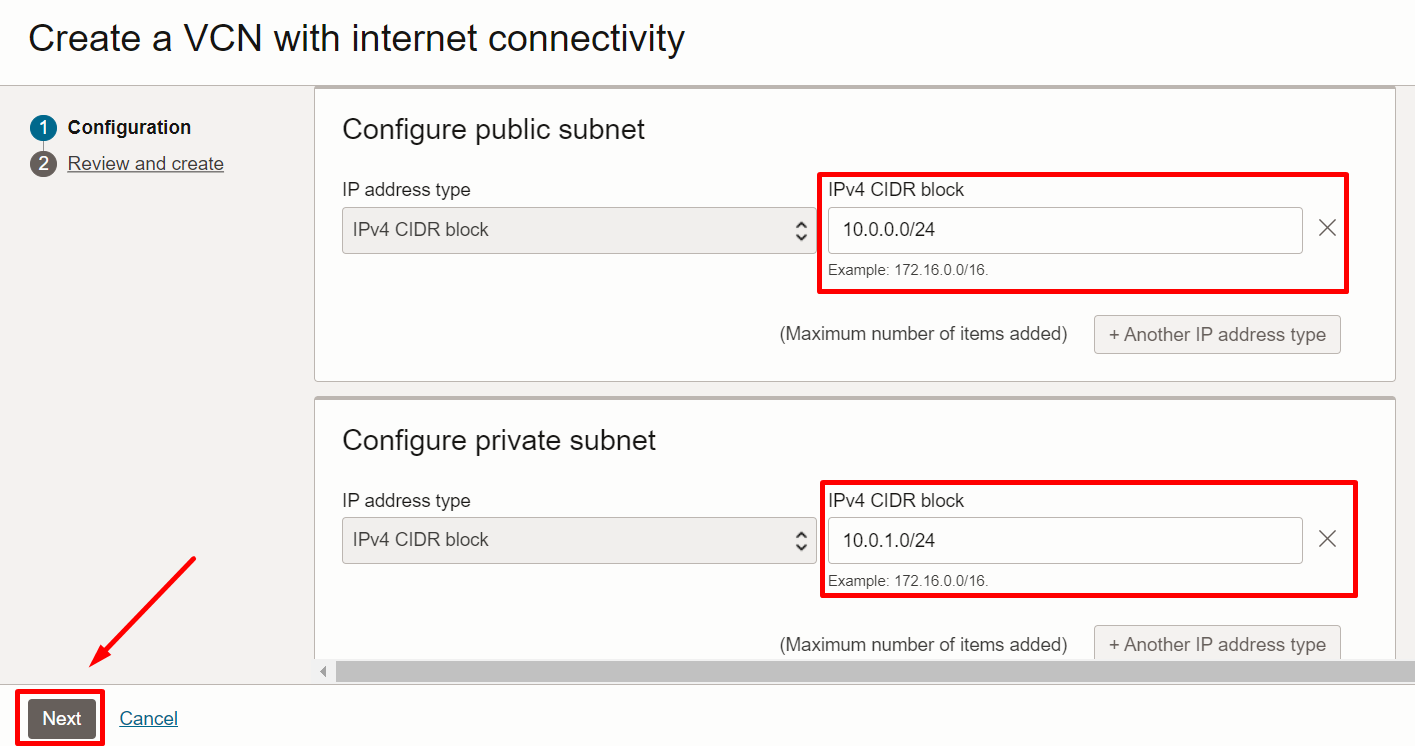 Create a VCN with internet connectivity
1 Configuration
2 Review and create
Configure public subnet
IP address type
IPv4 CIDR block
IPv4 CIDR block
10.0.0.0/24
Example: 172.16.0.0/16.
(Maximum number of items added)
+ Another IP address type
Configure private subnet
IP address type
IPv4 CIDR block
IPv4 CIDR block
10.0.1.0/24
Example: 172.16.0.0/16.
(Maximum number of items added)
+ Another IP address type
Next
Cancel